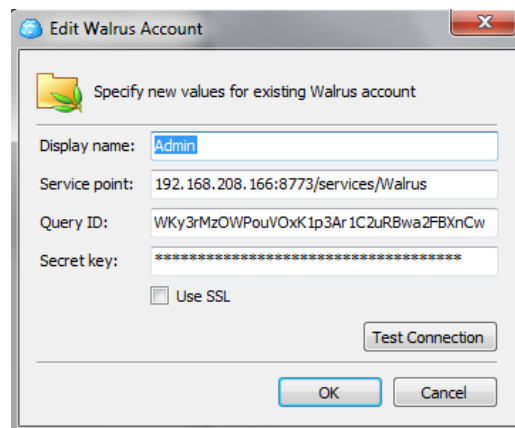 Edit Walrus Account
Specify new values for existing Walrus account
Display name: Admin
Service point: 192.168.208.166:8773/services/Walrus
Query ID: WKy3rMzOWPouVOxK1p3Ar1C2uRBwa2FBXnCw
Secret key: ************************************
Use SSL
Test Connection
OK Cancel